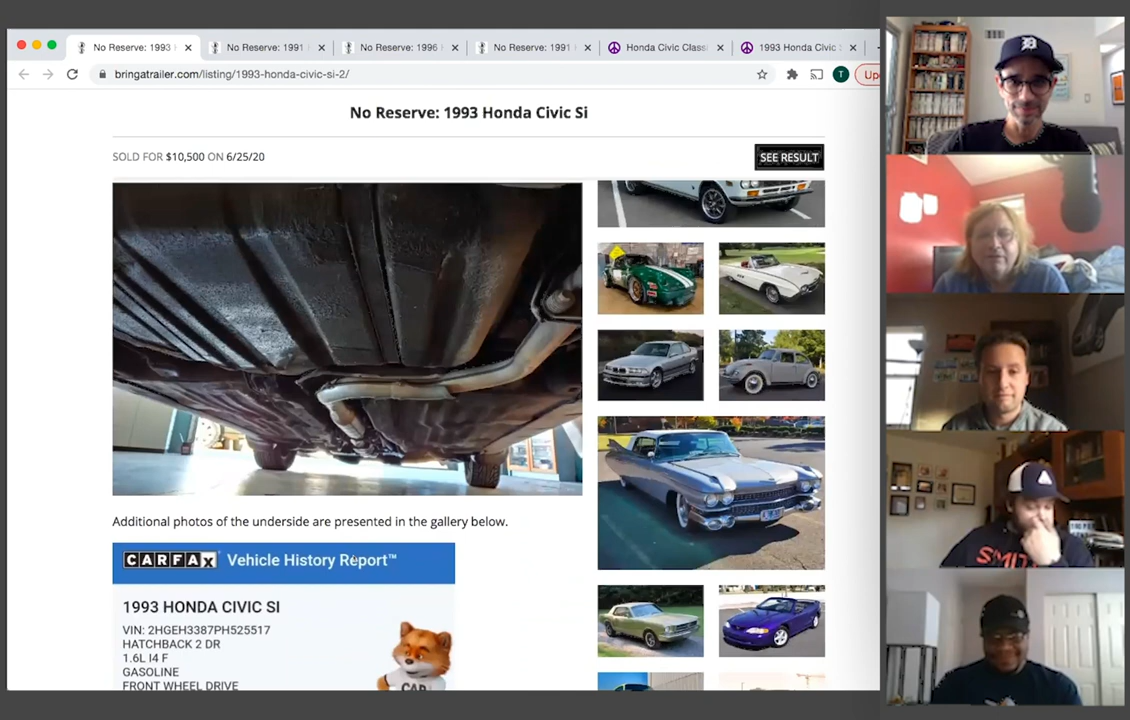 No Reserve: 1993 H
No Reserve: 1991
No Reserve: 1996
No Reserve: 1991
Honda Civic Class
1993 Honda Civic
bringatrailer.com/listing/1993-honda-civic-si-2/
T
Up
No Reserve: 1993 Honda Civic Si
SOLD FOR $10,500 ON 6/25/20
SEE RESULT
Additional photos of the underside are presented in the gallery below.
CARFAX Vehicle History Report™
1993 HONDA CIVIC SI
VIN: 2HGEH3387PH525517
HATCHBACK 2 DR
1.6L I4 F
GASOLINE
FRONT WHEEL DRIVE
CAR